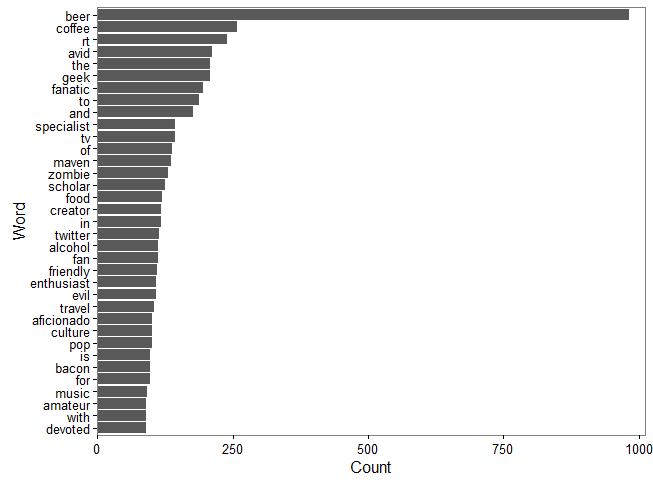 beer
coffee
rt
avid
the
geek
fanatic
to
and
specialist
tv
of
maven
zombie
scholar
food
creator
in
twitter
alcohol
fan
friendly
enthusiast
evil
travel
aficionado
culture
pop
is
bacon
for
music
amateur
with
devoted
Word
0 250 500 750 1000
Count